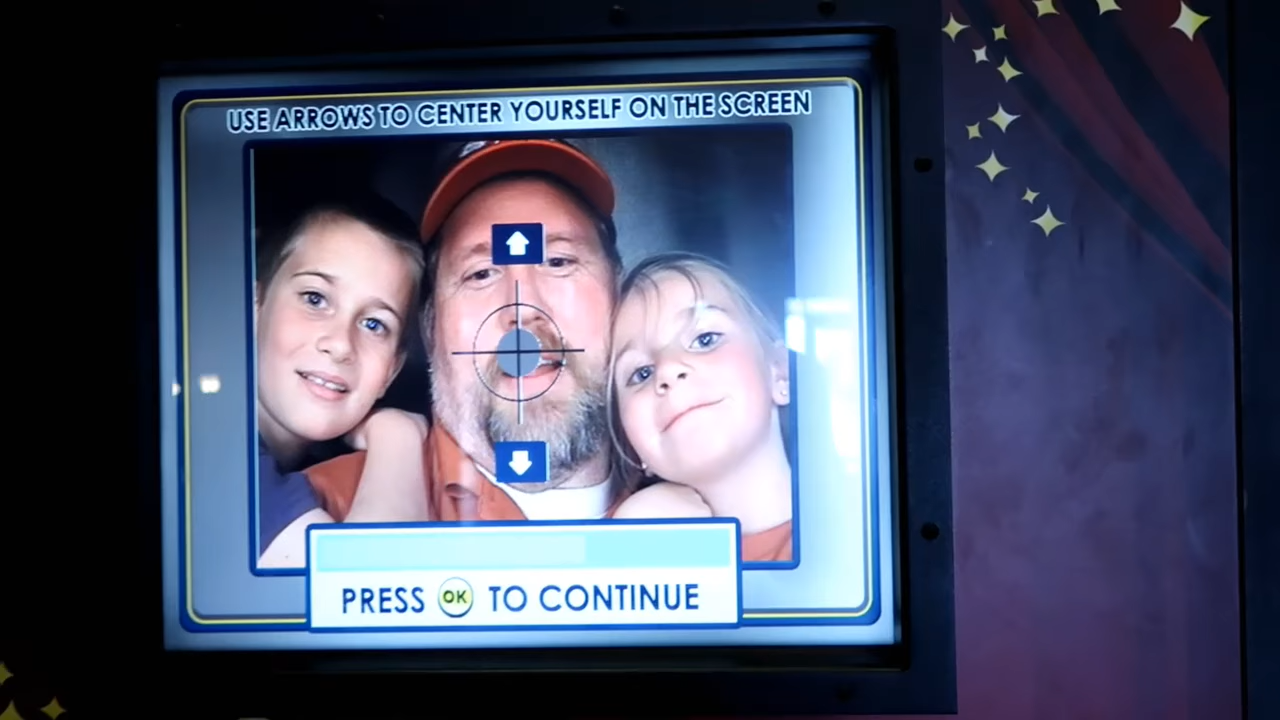 USE ARROWS TO CENTER YOURSELF ON THE SCREEN
PRESS OK TO CONTINUE